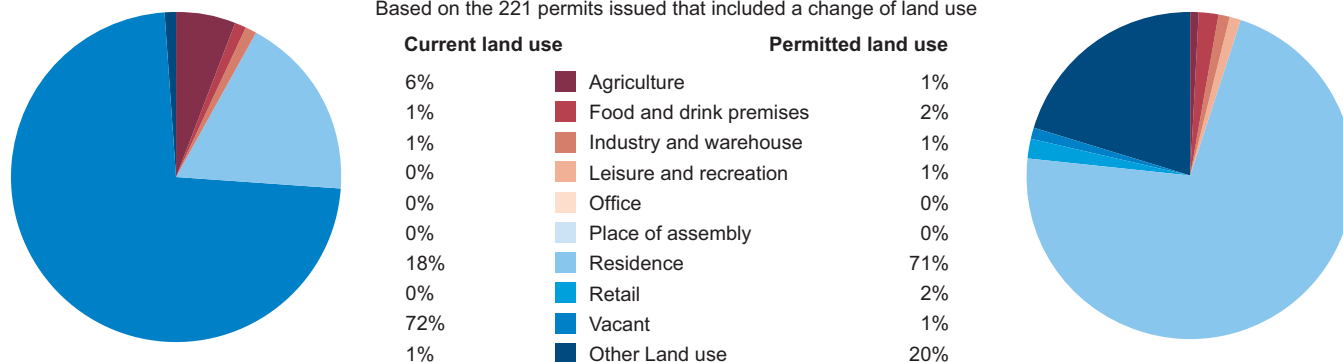 Based on the 221 permits issued that included a change of land use
Current land use Permitted land use
6% Agriculture 1%
1% Food and drink premises 2%
1% Industry and warehouse 1%
0% Leisure and recreation 1%
0% Office 0%
0% Place of assembly 0%
18% Residence 71%
0% Retail 2%
72% Vacant 1%
1% Other Land use 20%